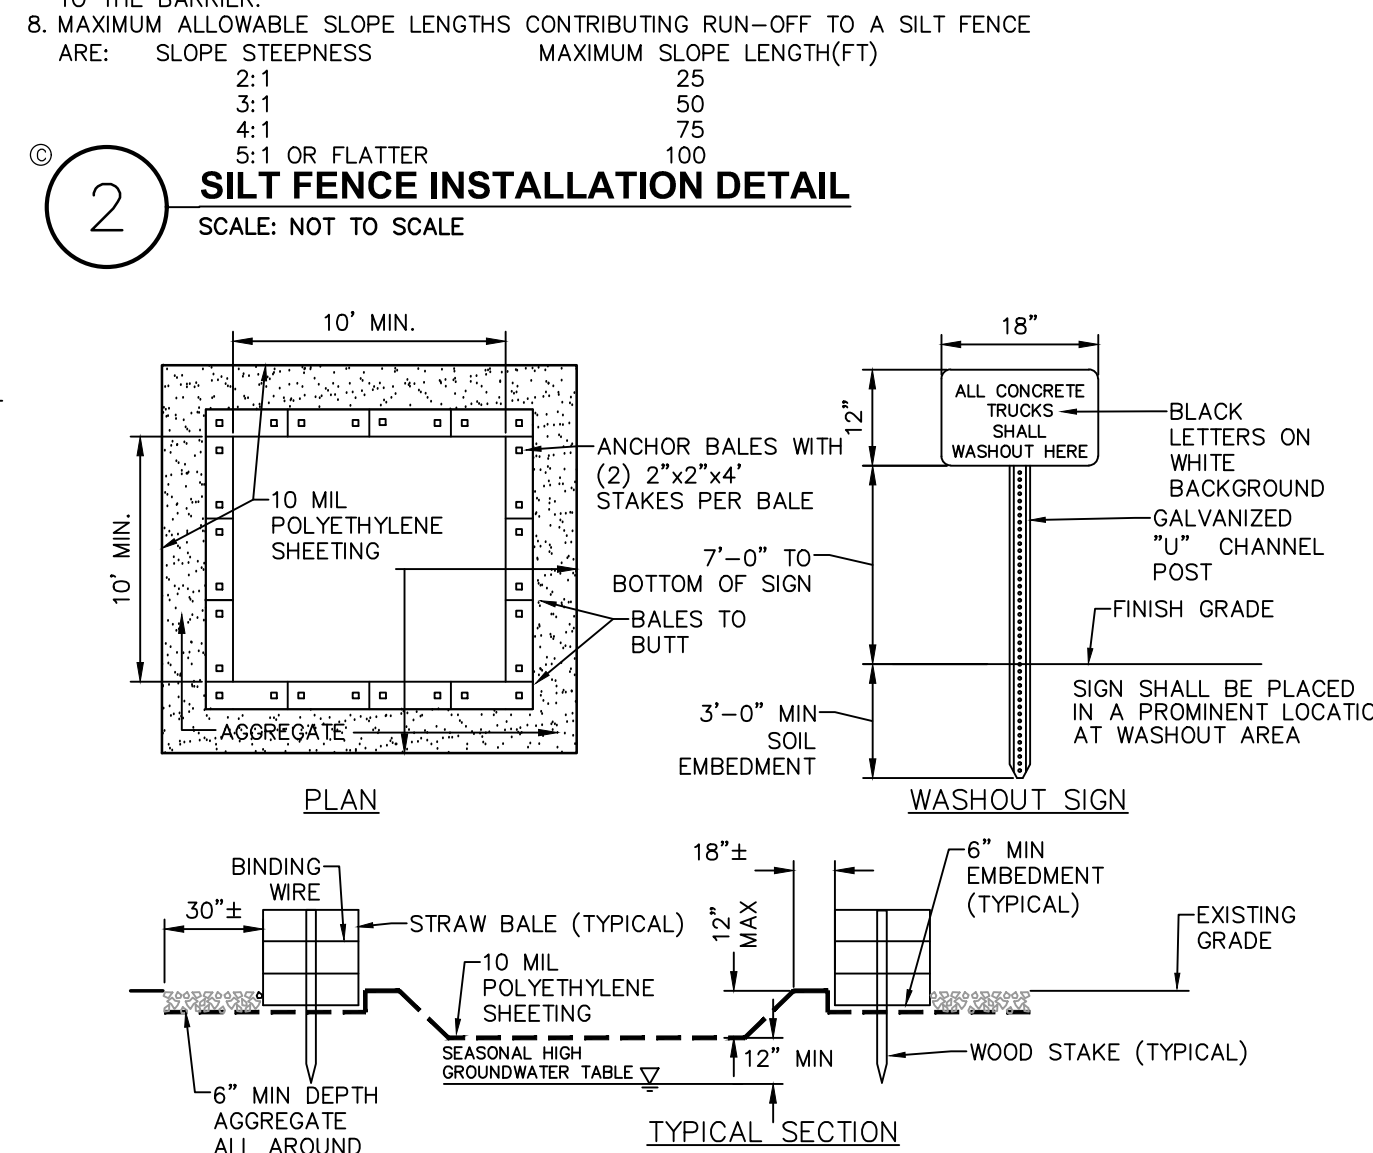 TO THE BARRIER.
8. MAXIMUM ALLOWABLE SLOPE LENGTHS CONTRIBUTING RUN-OFF TO A SILT FENCE
ARE: SLOPE STEEPNESS MAXIMUM SLOPE LENGTH(FT)
2:1 25
3:1 50
4:1 75
5:1 OR FLATTER 100
©
2
SILT FENCE INSTALLATION DETAIL
SCALE: NOT TO SCALE
10' MIN.
10' MIN.
10 MIL
POLYETHYLENE
SHEETING
ANCHOR BALES WITH
(2) 2"x2"x4'
STAKES PER BALE
BALES TO
BUTT
AGGREGATE
PLAN
18"
12"
ALL CONCRETE
TRUCKS
SHALL
WASHOUT HERE
BLACK
LETTERS ON
WHITE
BACKGROUND
GALVANIZED
"U" CHANNEL
POST
7'-0" TO
BOTTOM OF SIGN
FINISH GRADE
3'-0" MIN
SOIL
EMBEDMENT
SIGN SHALL BE PLACED
IN A PROMINENT LOCATIO
AT WASHOUT AREA
WASHOUT SIGN
BINDING
WIRE
30"±
STRAW BALE (TYPICAL)
10 MIL
POLYETHYLENE
SHEETING
SEASONAL HIGH
GROUNDWATER TABLE
18"±
12"
MAX
12" MIN
6" MIN
EMBEDMENT
(TYPICAL)
EXISTING
GRADE
WOOD STAKE (TYPICAL)
6" MIN DEPTH
AGGREGATE
ALL AROUND
TYPICAL SECTION